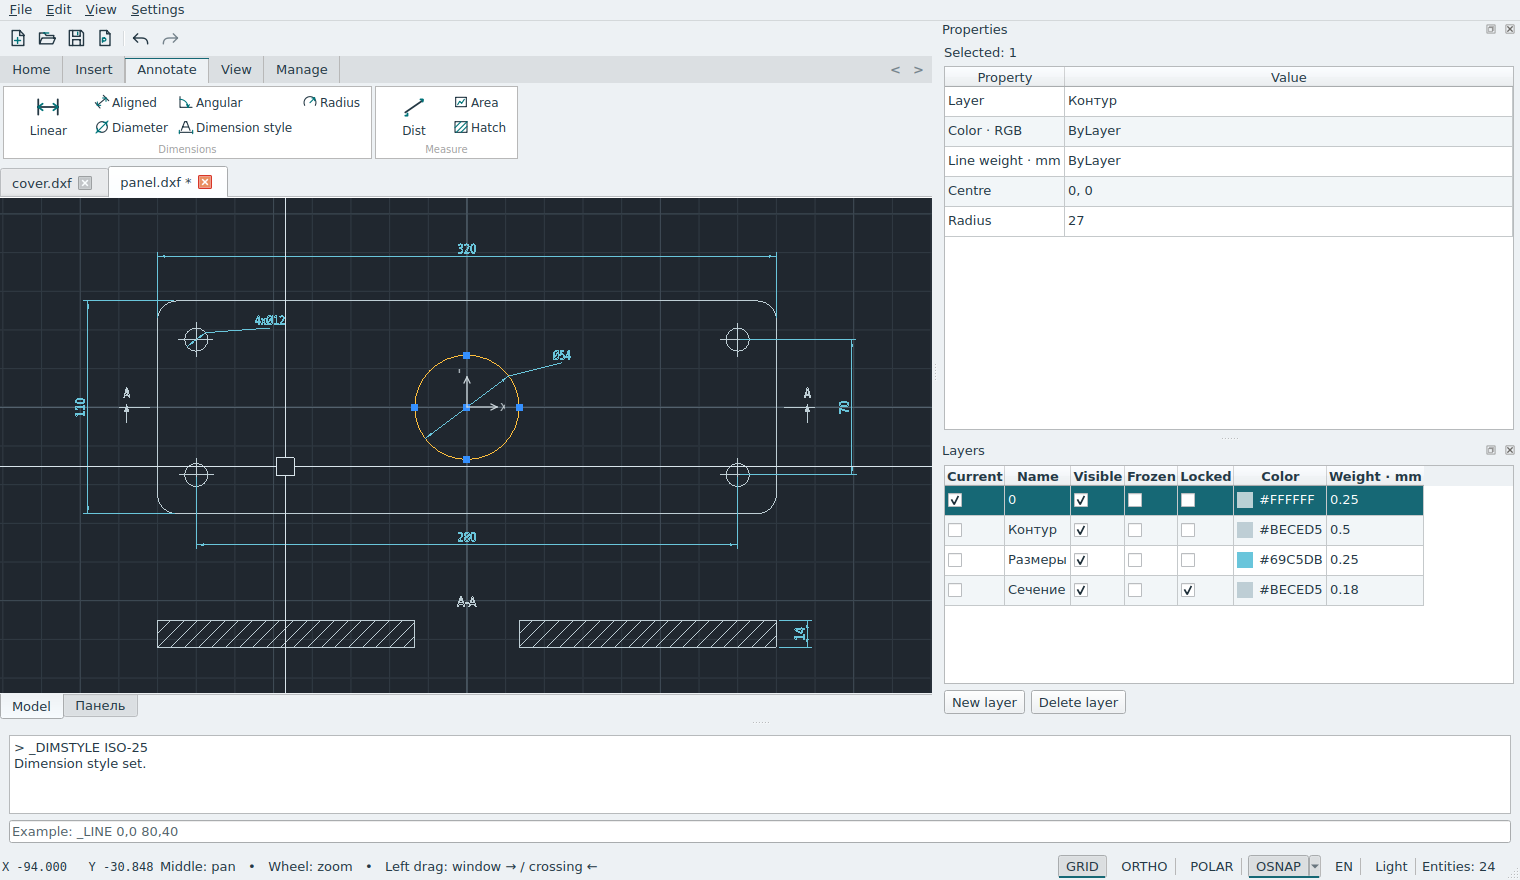 File Edit View Settings
Properties
Selected: 1
Home Insert Annotate View Manage < >
Property Value
Layer Контур
Color · RGB ByLayer
Line weight · mm ByLayer
Centre 0, 0
Radius 27
Linear Aligned Angular Radius
Diameter Dimension style
Dimensions
Dist Area
Hatch
Measure
cover.dxf panel.dxf *
320
4xØ12
Ø54
A A
110
70
X
280
A-A
14
Layers
Current Name Visible Frozen Locked Color Weight · mm
0 #FFFFFF 0.25
Контур #BECED5 0.5
Размеры #69C5DB 0.25
Сечение #BECED5 0.18
New layer Delete layer
Model Панель
> _DIMSTYLE ISO-25
Dimension style set.
Example: _LINE 0,0 80,40
X -94.000 Y -30.848 Middle: pan • Wheel: zoom • Left drag: window → / crossing ←
GRID ORTHO POLAR OSNAP EN Light Entities: 24